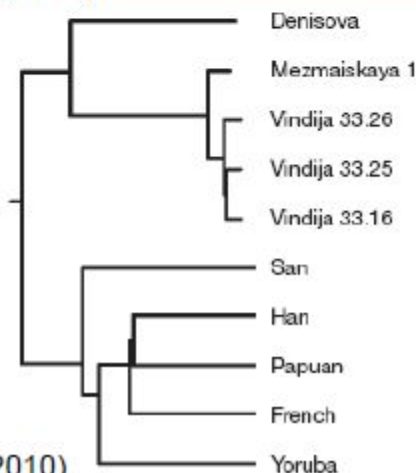 Denisova
Mezmaiskaya 1
Vindija 33.26
Vindija 33.25
Vindija 33.16
San
Han
Papuan
French
Yoruba
2010)